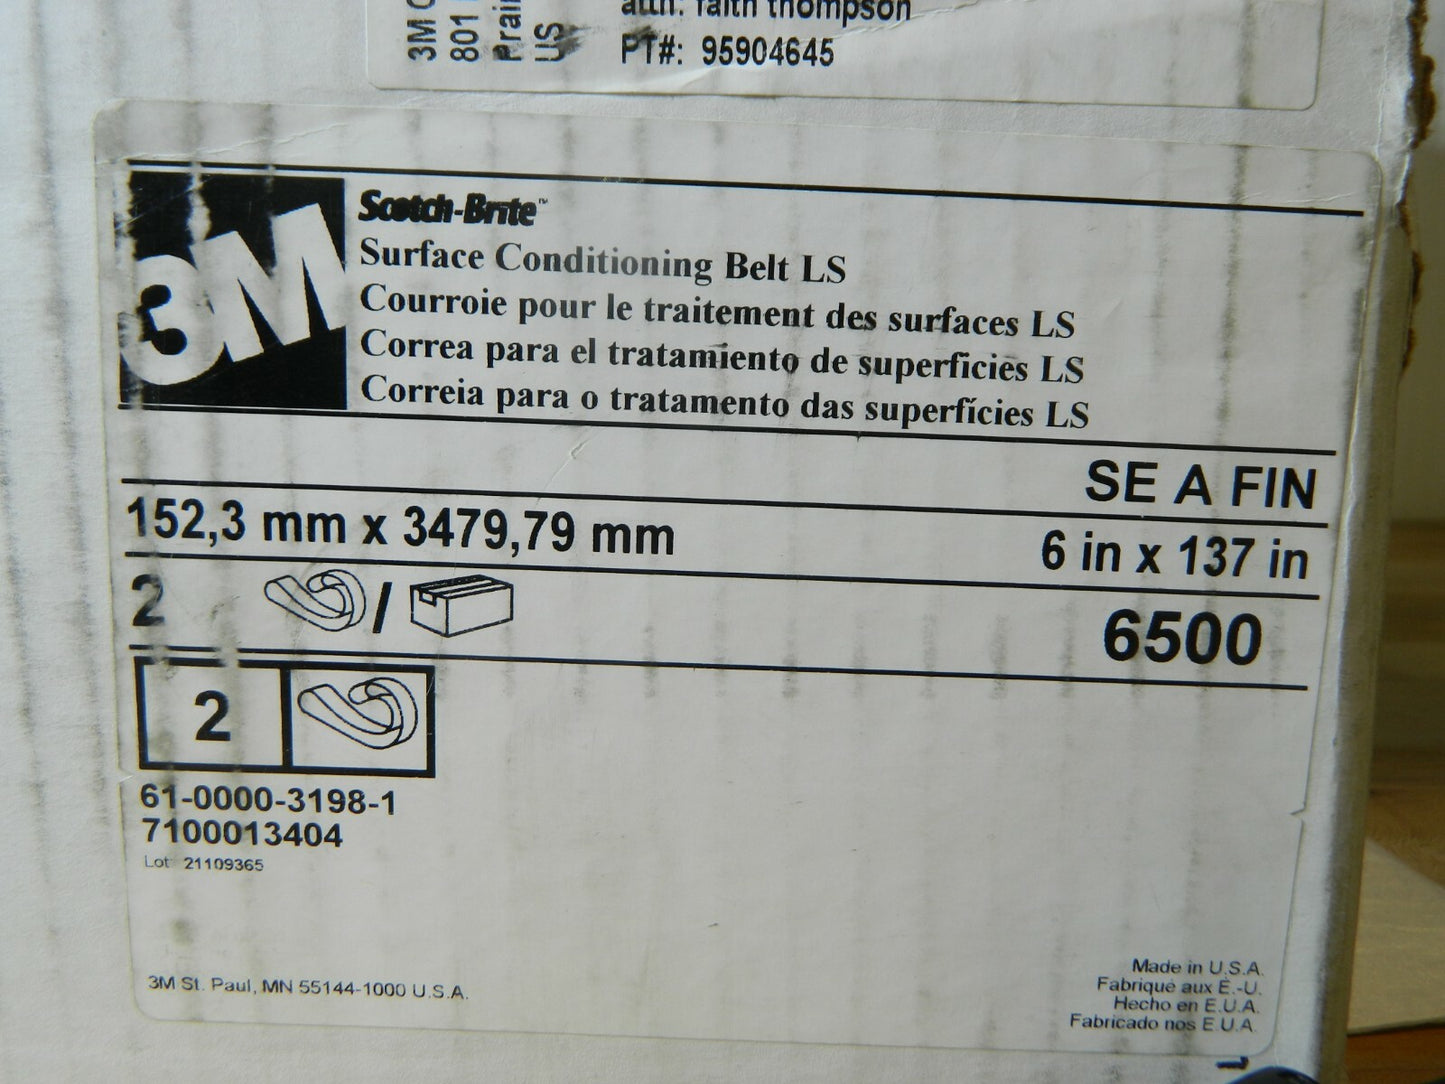 3M
801
US
attn: faith thompson
PT#: 95904645
3M
Scotch-Brite™
Surface Conditioning Belt LS
Courroie pour le traitement des surfaces LS
Correa para el tratamiento de superficies LS
Correia para o tratamento das superfícies LS
SE A FIN
152,3 mm x 3479,79 mm 6 in x 137 in
2 / 6500
2
61-0000-3198-1
7100013404
Lot: 21109365
3M St. Paul, MN 55144-1000 U.S.A.
Made in U.S.A.
Fabriqué aux É.-U.
Hecho en E.U.A.
Fabricado nos E.U.A.